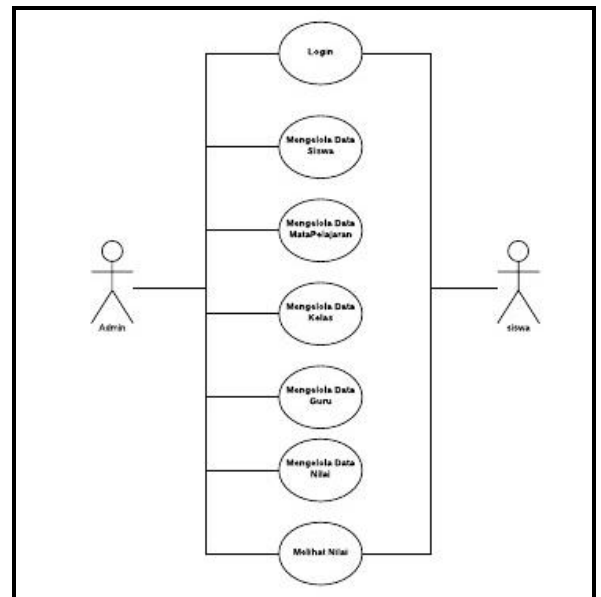 Login
Mengelola Data
Siswa
Mengelola Data
MataPelajaran
Admin
siswa
Mengelola Data
Kelas
Mengelola Data
Guru
Mengelola Data
Nilai
Melihat Nilai